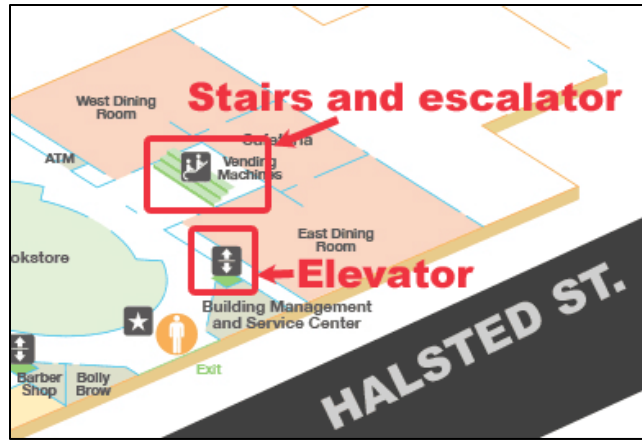 West Dining
Room
Stairs and escalator
Cafeteria
ATM
Vending
Machines
East Dining
Room
okstore
Elevator
Building Management
and Service Center
HALSTED ST.
Exit
Barber
Shop
Bolly
Brow